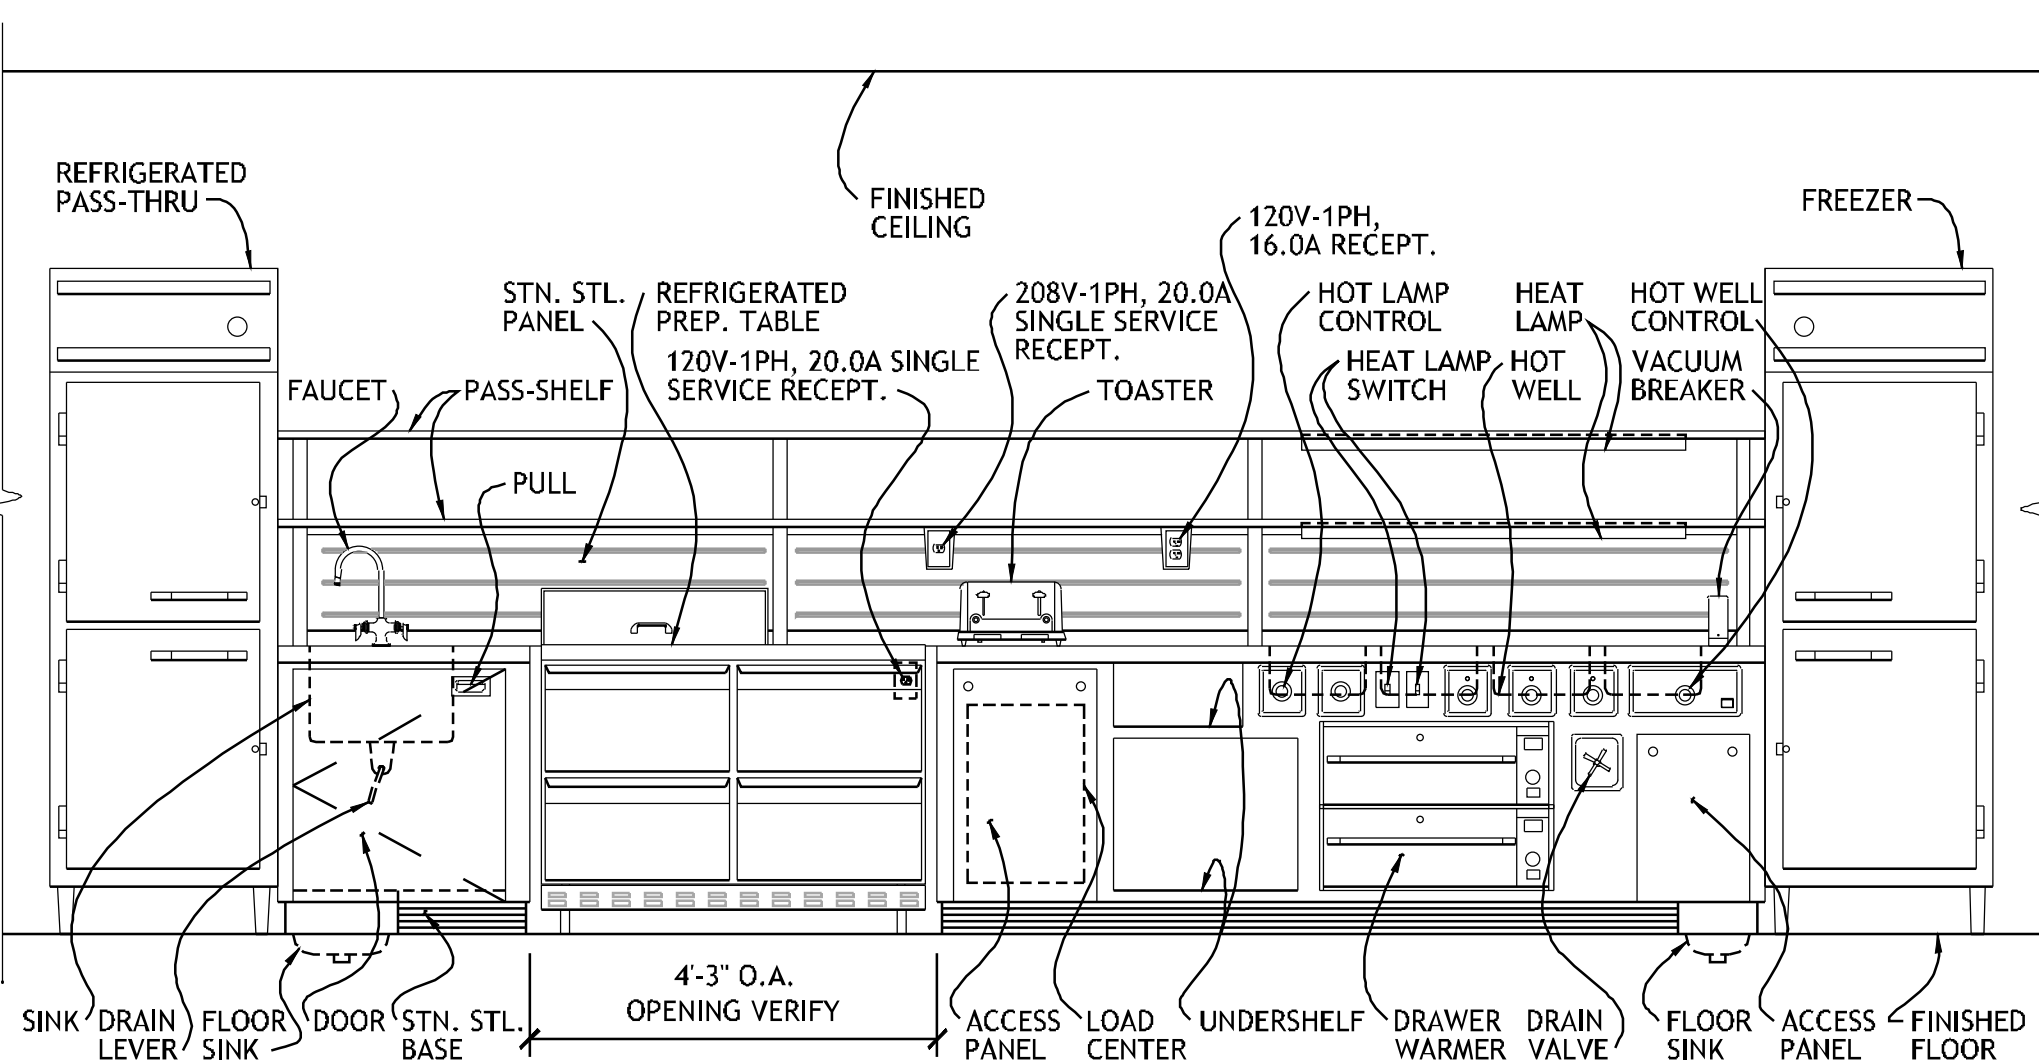 REFRIGERATED
PASS-THRU
FINISHED
CEILING
120V-1PH,
16.0A RECEPT.
FREEZER
STN. STL.
PANEL
REFRIGERATED
PREP. TABLE
208V-1PH, 20.0A
SINGLE SERVICE
RECEPT.
HOT LAMP
CONTROL
HEAT
LAMP
HOT WELL
CONTROL
120V-1PH, 20.0A SINGLE
SERVICE RECEPT.
HEAT LAMP
SWITCH
HOT
WELL
VACUUM
BREAKER
FAUCET
PASS-SHELF
TOASTER
PULL
4'-3" O.A.
OPENING VERIFY
SINK
DRAIN
LEVER
FLOOR
SINK
DOOR
STN. STL.
BASE
ACCESS
PANEL
LOAD
CENTER
UNDERSHELF
DRAWER
WARMER
DRAIN
VALVE
FLOOR
SINK
ACCESS
PANEL
FINISHED
FLOOR